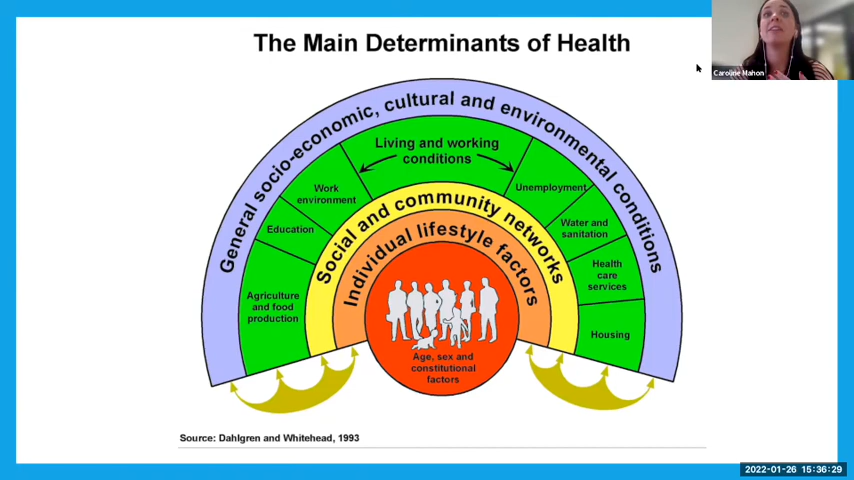 The Main Determinants of Health
Caroline Mahon
General socio-economic, cultural and environmental conditions
Living and working
conditions
Work
environment
Unemployment
Education
Water and
sanitation
Social and community networks
Individual lifestyle factors
Health
care
services
Agriculture
and food
production
Housing
Age, sex and
constitutional
factors
Source: Dahlgren and Whitehead, 1993
2022-01-26 15:36:29